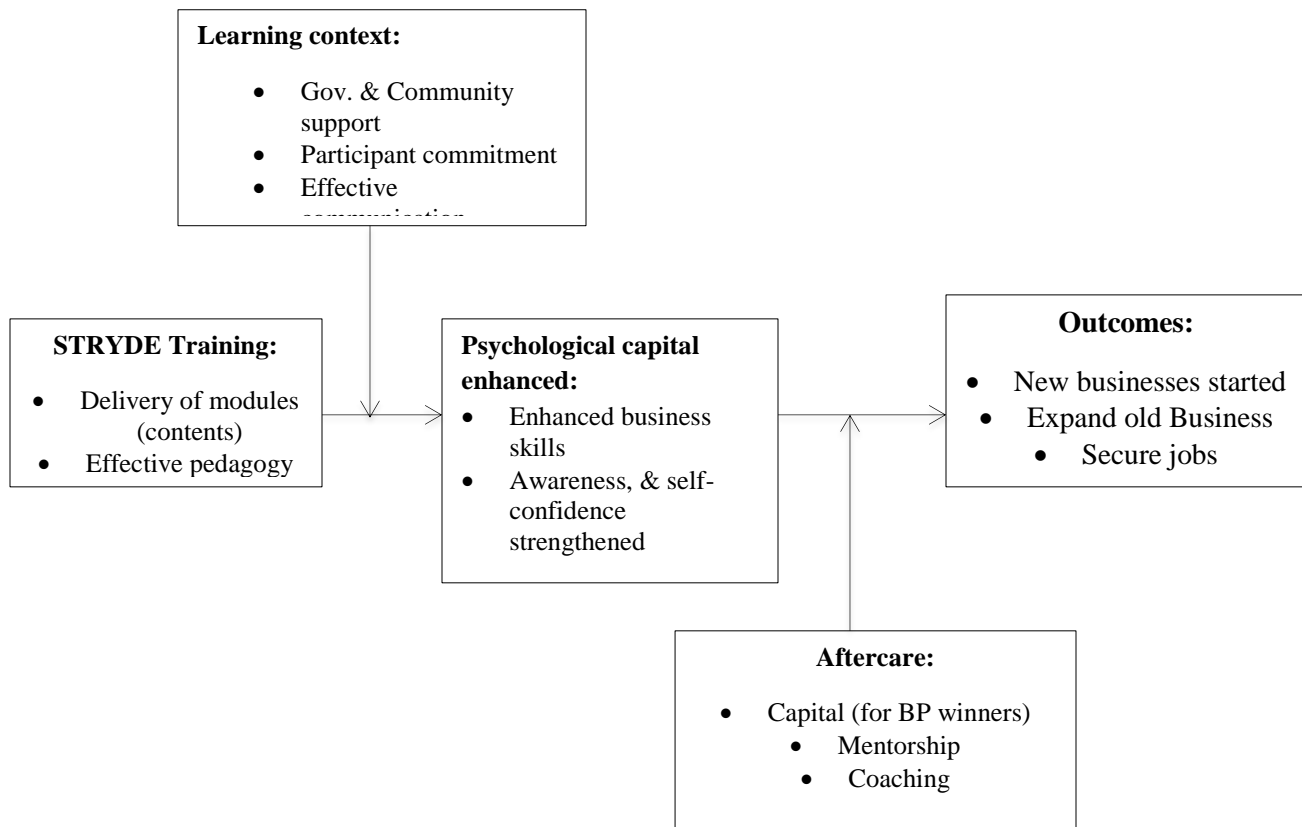 Learning context:
• Gov. & Community
support
• Participant commitment
• Effective
communication
STRYDE Training:
• Delivery of modules
(contents)
• Effective pedagogy
Psychological capital
enhanced:
• Enhanced business
skills
• Awareness, & self-
confidence
strengthened
Outcomes:
• New businesses started
• Expand old Business
• Secure jobs
Aftercare:
• Capital (for BP winners)
• Mentorship
• Coaching